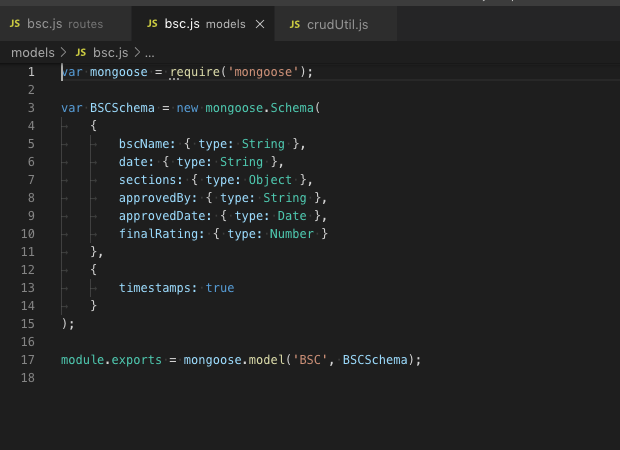 JS bsc.js routes JS bsc.js models × JS crudUtil.js
models > JS bsc.js > ...
1 var mongoose = require('mongoose');
2
3 var BSCSchema = new mongoose.Schema(
4 {
5 bscName: { type: String },
6 date: { type: String },
7 sections: { type: Object },
8 approvedBy: { type: String },
9 approvedDate: { type: Date },
10 finalRating: { type: Number }
11 },
12 {
13 timestamps: true
14 }
15 );
16
17 module.exports = mongoose.model('BSC', BSCSchema);
18